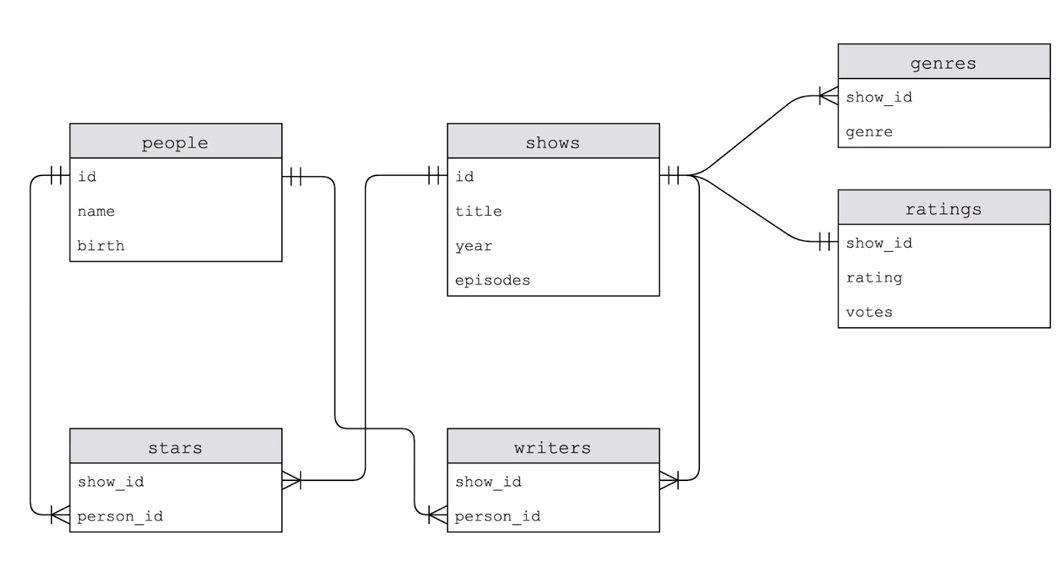 people
id
name
birth
shows
id
title
year
episodes
genres
show_id
genre
ratings
show_id
rating
votes
stars
show_id
person_id
writers
show_id
person_id